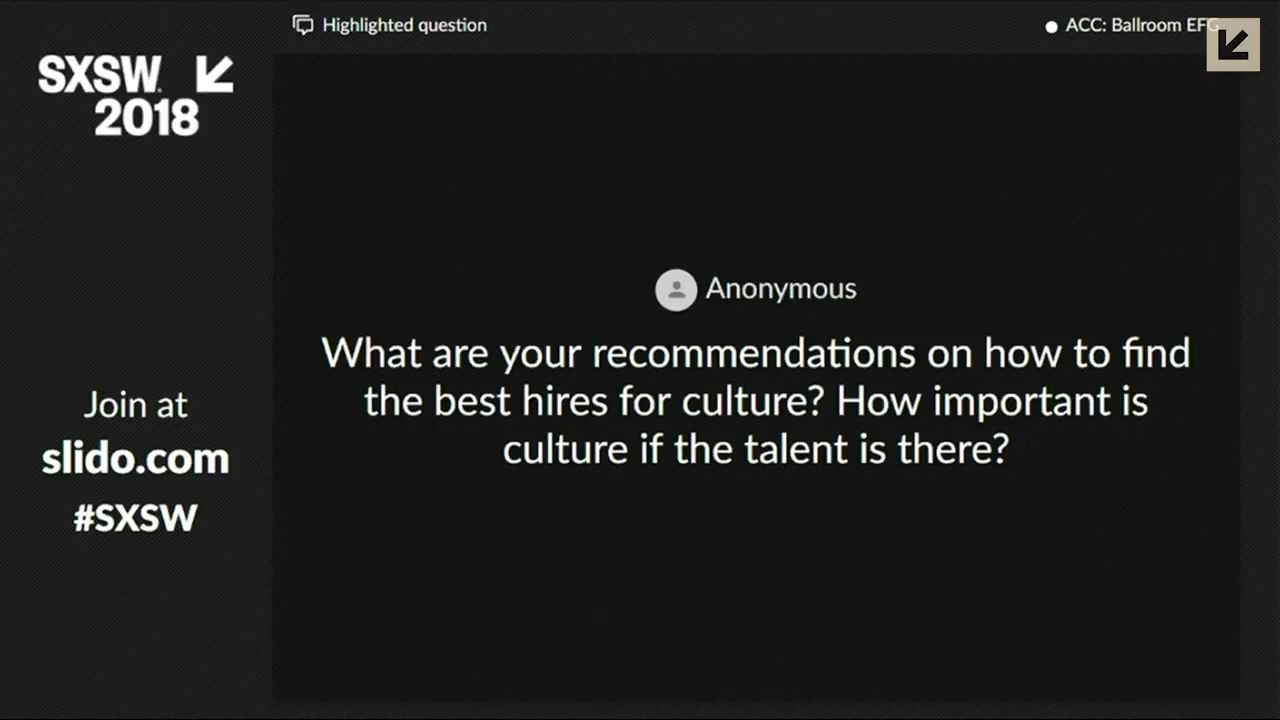 Highlighted question
ACC: Ballroom EFG
SXSW.
2018
Anonymous
What are your recommendations on how to find
the best hires for culture? How important is
culture if the talent is there?
Join at
slido.com
#SXSW